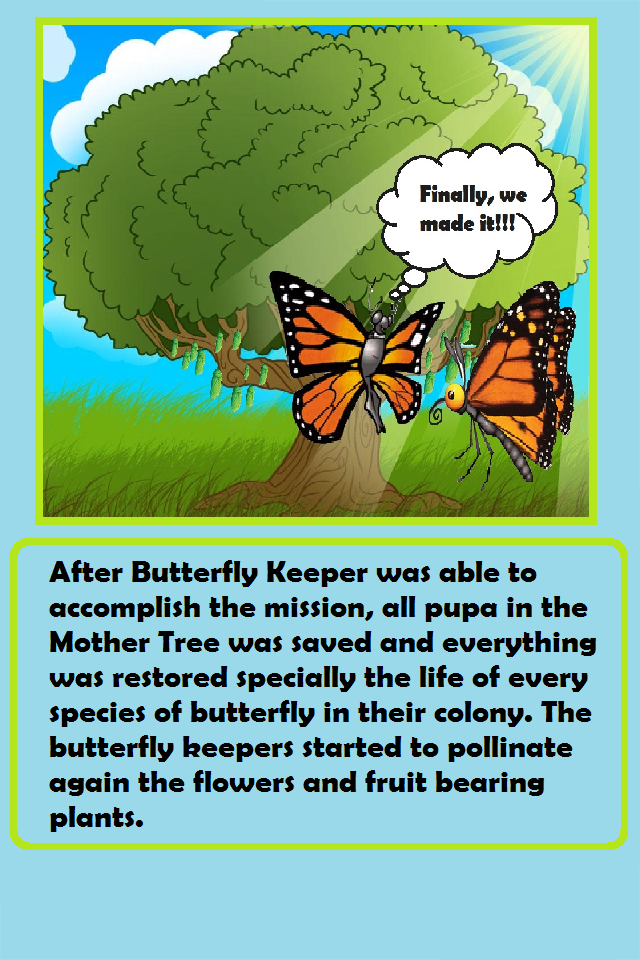 Finally, we
made it!!!
After Butterfly Keeper was able to
accomplish the mission, all pupa in the
Mother Tree was saved and everything
was restored specially the life of every
species of butterfly in their colony. The
butterfly keepers started to pollinate
again the flowers and fruit bearing
plants.